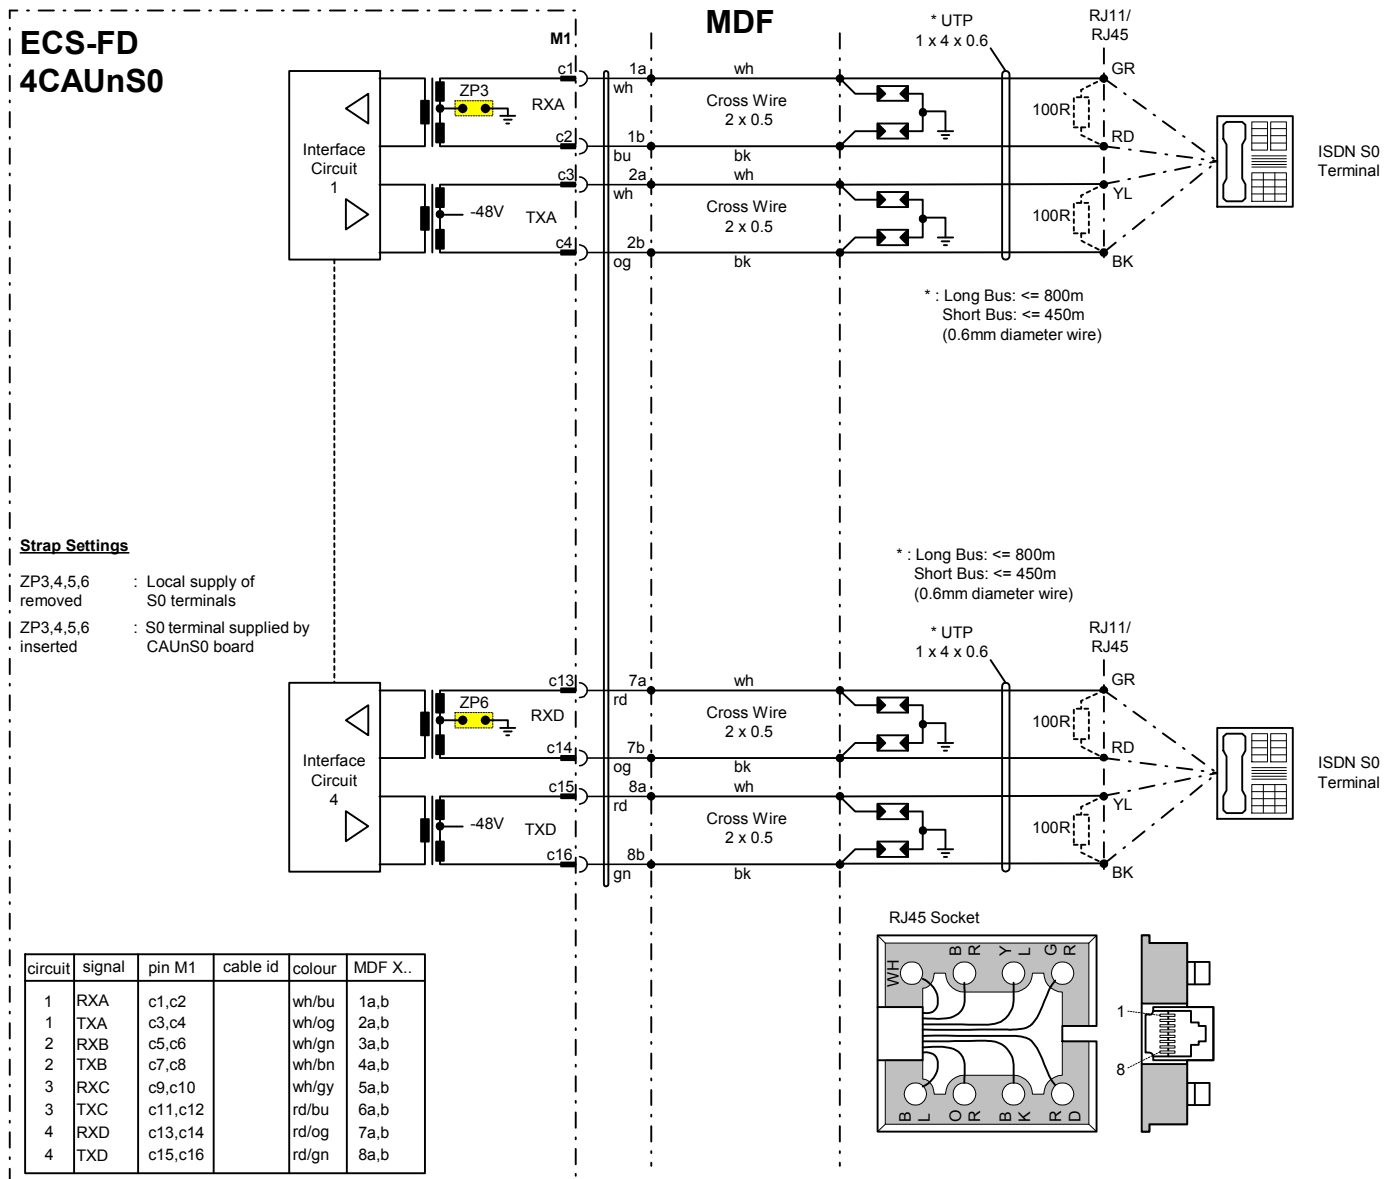 ECS-FD
4CAUnS0
MDF
M1
* UTP
1 x 4 x 0.6
RJ11/
RJ45
c1
1a
wh
wh
GR
ZP3
RXA
Cross Wire
2 x 0.5
100R
c2
1b
bu
bk
RD
Interface
Circuit
1
ISDN S0
Terminal
c3
2a
wh
wh
YL
-48V
TXA
Cross Wire
2 x 0.5
100R
c4
2b
og
bk
BK
* : Long Bus: <= 800m
Short Bus: <= 450m
(0.6mm diameter wire)
Strap Settings
ZP3,4,5,6 : Local supply of
removed S0 terminals
ZP3,4,5,6 : S0 terminal supplied by
inserted CAUnS0 board
* : Long Bus: <= 800m
Short Bus: <= 450m
(0.6mm diameter wire)
* UTP
1 x 4 x 0.6
RJ11/
RJ45
c13
7a
rd
wh
GR
ZP6
RXD
Cross Wire
2 x 0.5
100R
c14
7b
og
bk
RD
Interface
Circuit
4
ISDN S0
Terminal
c15
8a
rd
wh
YL
-48V
TXD
Cross Wire
2 x 0.5
100R
c16
8b
gn
bk
BK
RJ45 Socket
WH
BR
YL
GR
BL
OR
BK
RD
1
8
circuit signal pin M1 cable id colour MDF X..
1 RXA c1,c2 wh/bu 1a,b
1 TXA c3,c4 wh/og 2a,b
2 RXB c5,c6 wh/gn 3a,b
2 TXB c7,c8 wh/bn 4a,b
3 RXC c9,c10 wh/gy 5a,b
3 TXC c11,c12 rd/bu 6a,b
4 RXD c13,c14 rd/og 7a,b
4 TXD c15,c16 rd/gn 8a,b